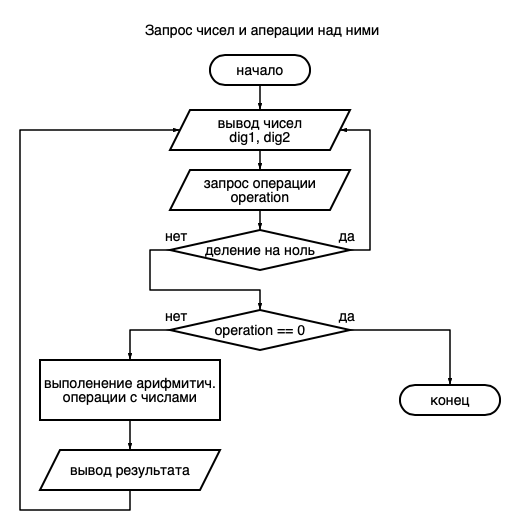 Запрос чисел и аперации над ними
начало
вывод чисел
dig1, dig2
запрос операции
operation
нет
деление на ноль
да
нет
operation == 0
да
выполенение арифмитич.
операции с числами
конец
вывод результата